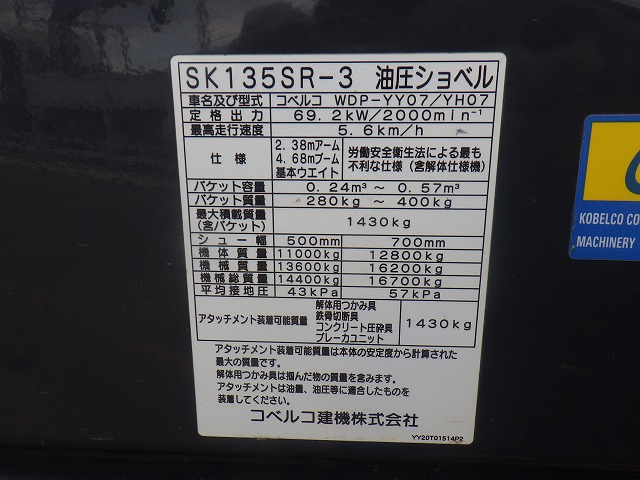 SK135SR-3 油圧ショベル
車名及び型式 コベルコ WDP-YY07/YH07
定格出力 69.2kW/2000min⁻¹
最高走行速度 5.6km/h
仕様 2.38mアーム 4.68mブーム 基本ウエイト 労働安全衛生法による最も不利な仕様(含解体仕様機)
バケット容量 0.24m³ ～ 0.57m³
バケット質量 280kg ～ 400kg
最大積載質量(含バケット) 1430kg
シュー幅 500mm 700mm
機体質量 11000kg 12800kg
機械質量 13600kg 16200kg
機械総質量 14400kg 16700kg
平均接地圧 43kPa 57kPa
アタッチメント装着可能質量 解体用つかみ具 鉄骨切断具 コンクリート圧砕具 ブレーカユニット 1430kg
アタッチメント装着可能質量は本体の安定度から計算された
最大の質量です。
解体用つかみ具は掴んだ物の質量を含みます。
アタッチメントは油量、油圧等に適合したものを
装着してください。
コベルコ建機株式会社
YY20T01514P2
KOBELCO CO
MACHINERY